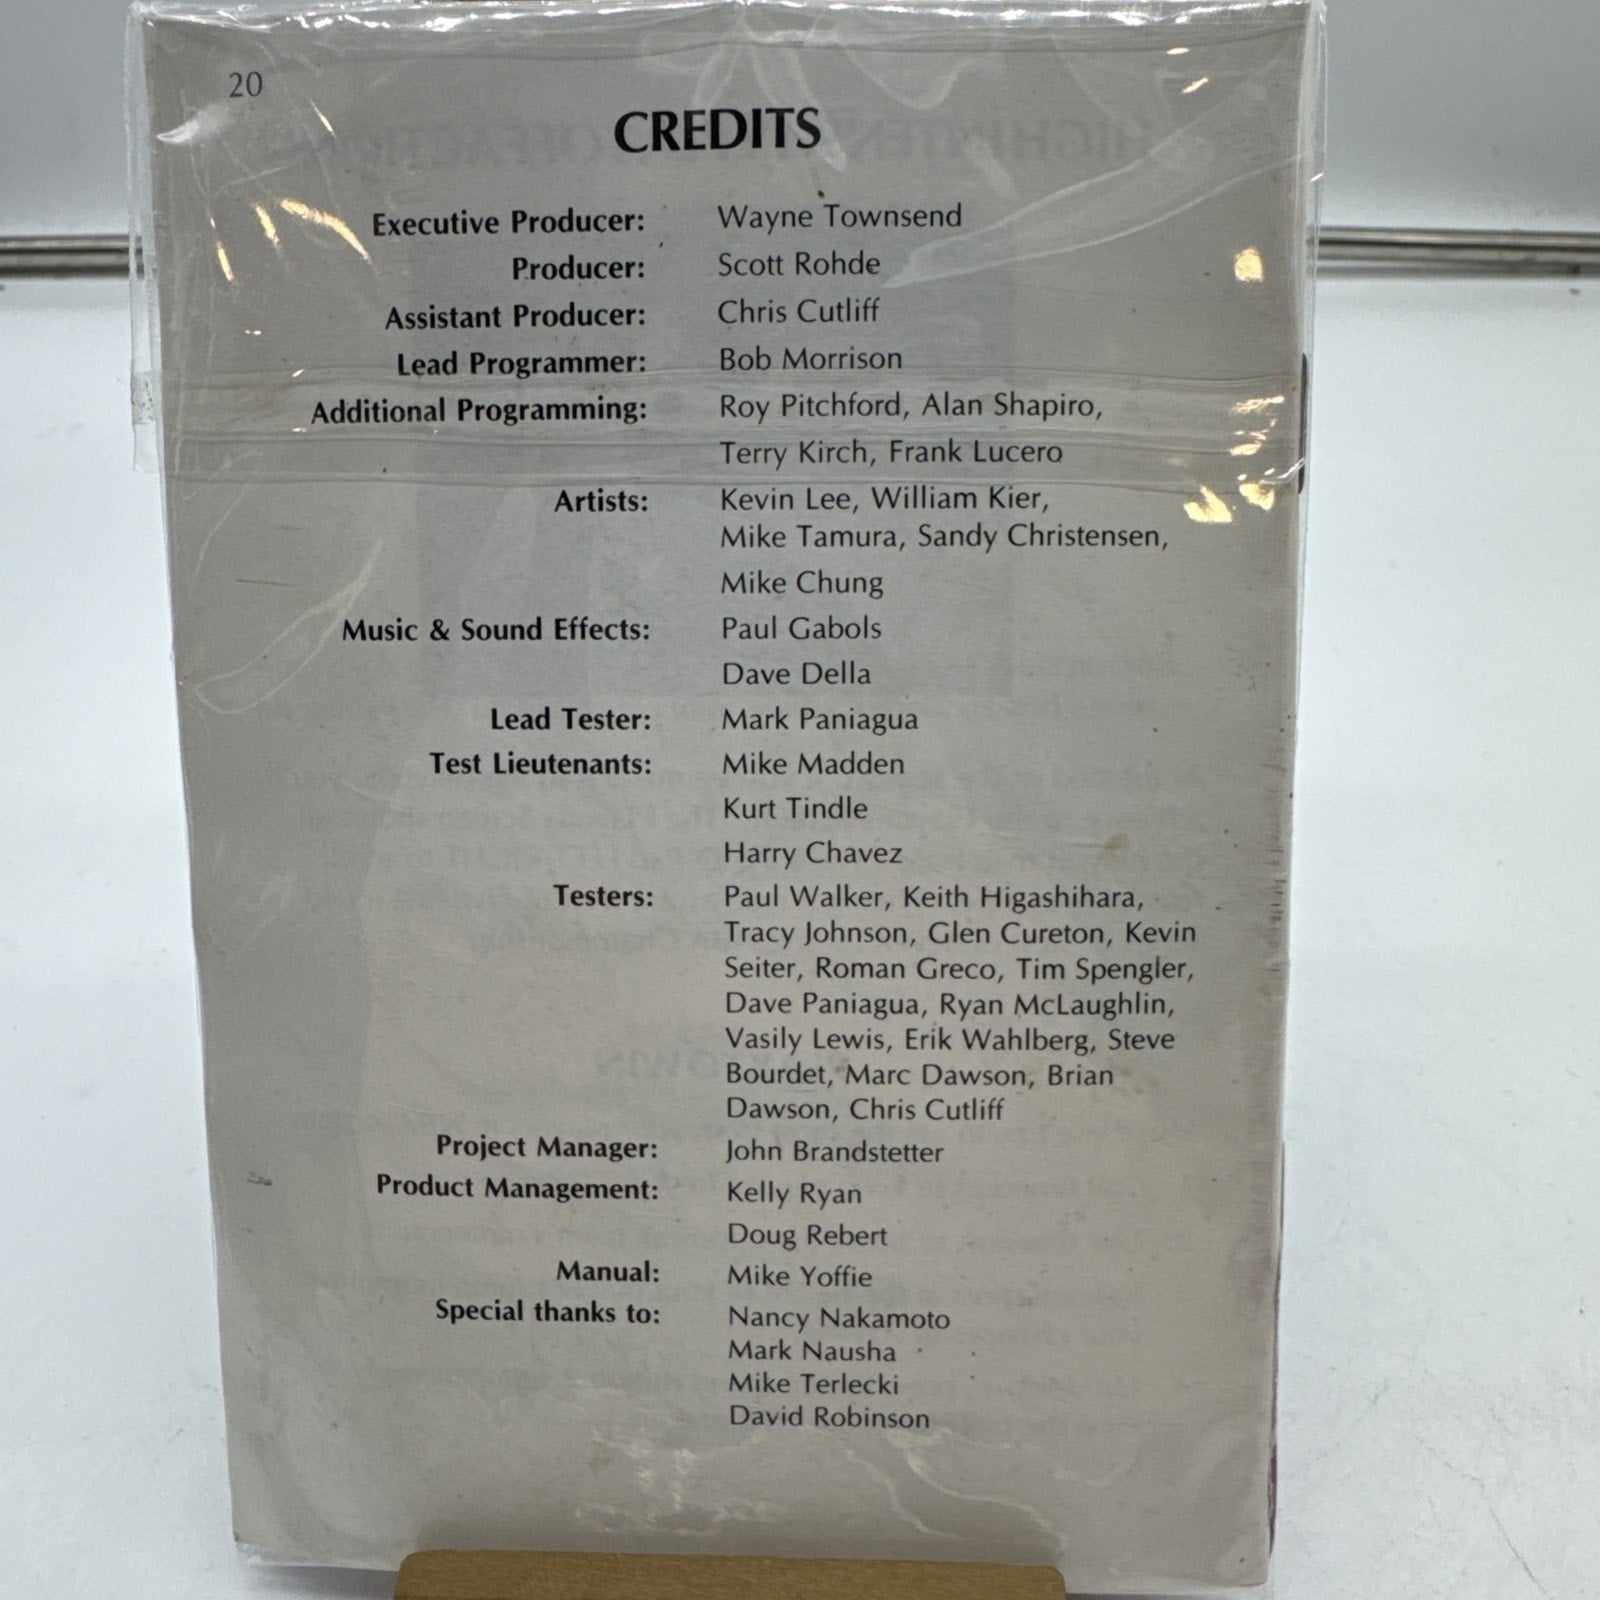 20
CREDITS
Executive Producer: Wayne Townsend
Producer: Scott Rohde
Assistant Producer: Chris Cutliff
Lead Programmer: Bob Morrison
Additional Programming: Roy Pitchford, Alan Shapiro,
Terry Kirch, Frank Lucero
Artists: Kevin Lee, William Kier,
Mike Tamura, Sandy Christensen,
Mike Chung
Music & Sound Effects: Paul Gabols
Dave Della
Lead Tester: Mark Paniagua
Test Lieutenants: Mike Madden
Kurt Tindle
Harry Chavez
Testers: Paul Walker, Keith Higashihara,
Tracy Johnson, Glen Cureton, Kevin
Seiter, Roman Greco, Tim Spengler,
Dave Paniagua, Ryan McLaughlin,
Vasily Lewis, Erik Wahlberg, Steve
Bourdet, Marc Dawson, Brian
Dawson, Chris Cutliff
Project Manager: John Brandstetter
Product Management: Kelly Ryan
Doug Rebert
Manual: Mike Yoffie
Special thanks to: Nancy Nakamoto
Mark Nausha
Mike Terlecki
David Robinson